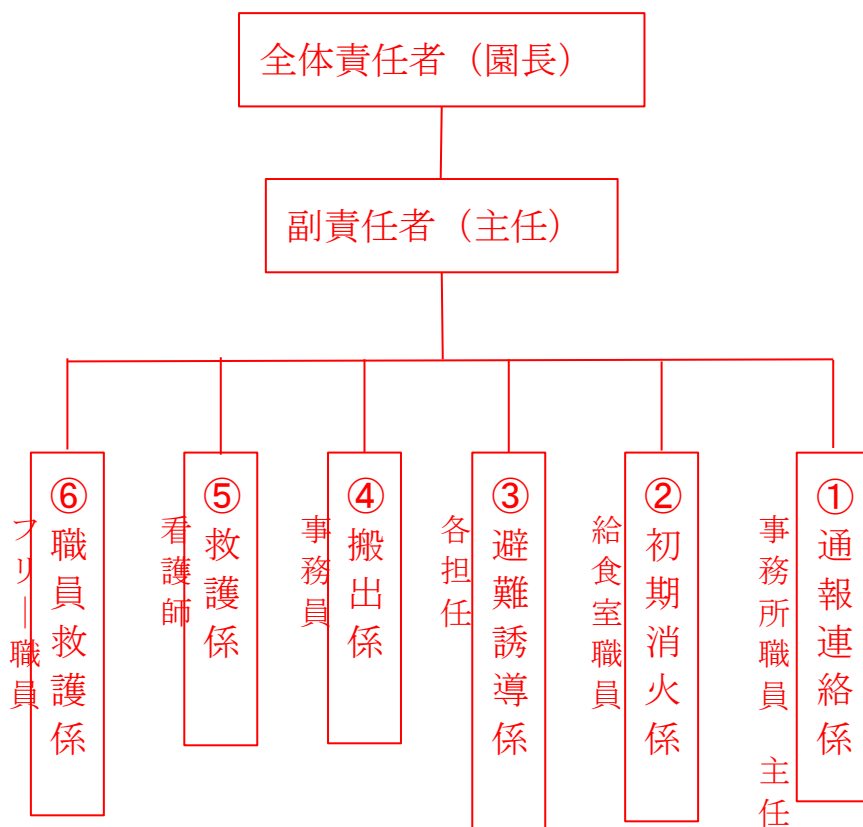 全体責任者（園長）
副責任者（主任）
①通報連絡係
事務所職員　主任
②初期消火係
給食室職員
③避難誘導係
各担任
④搬出係
事務員
⑤救護係
看護師
⑥職員救護係
フリー職員